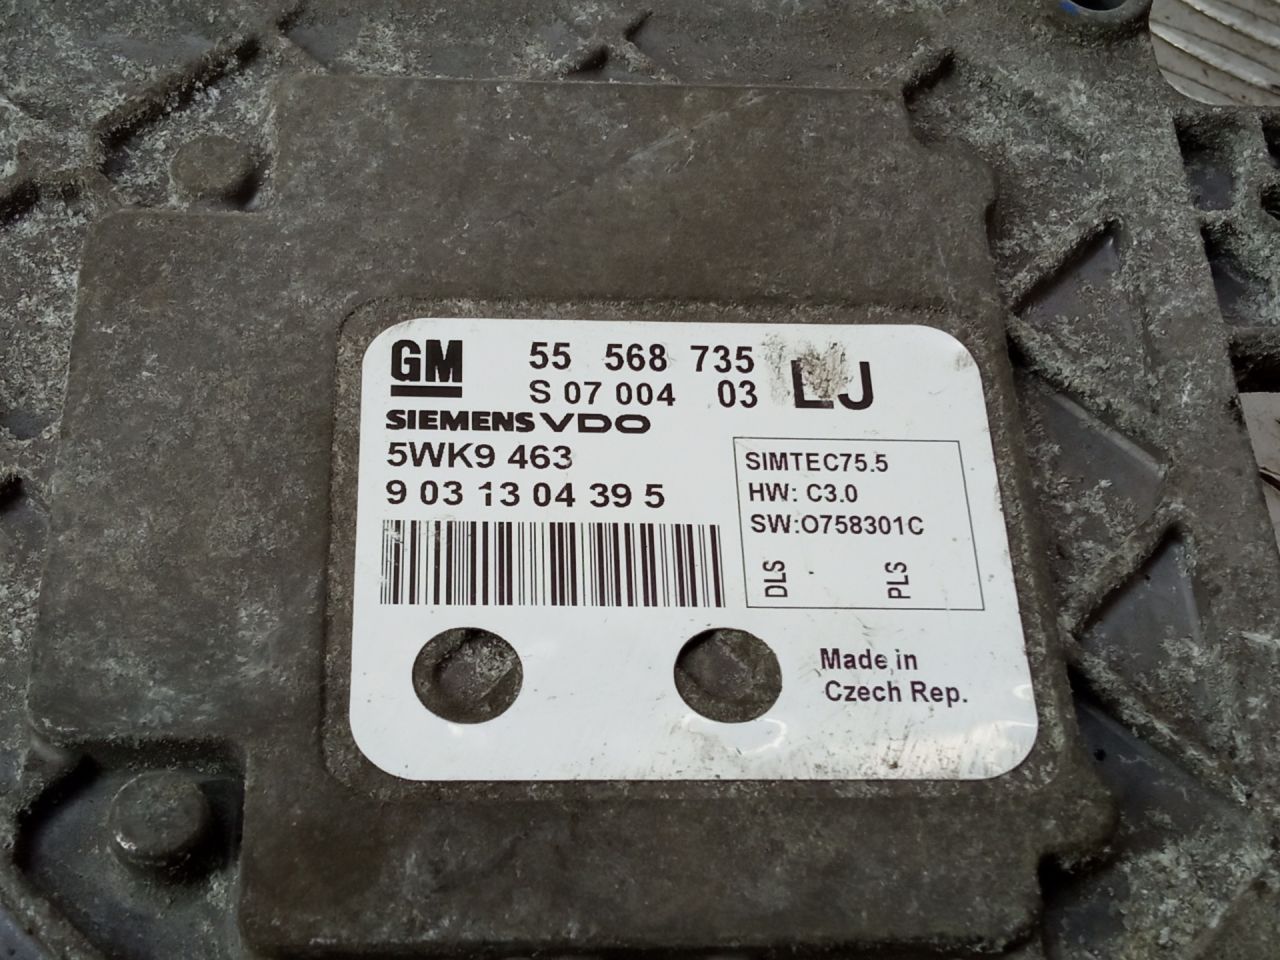 GM 55 568 735 LJ
S 07 004 03
SIEMENS VDO
5WK9 463
9 03 13 04 39 5
SIMTEC75.5
HW: C3.0
SW:O758301C
DLS PLS
Made in
Czech Rep.